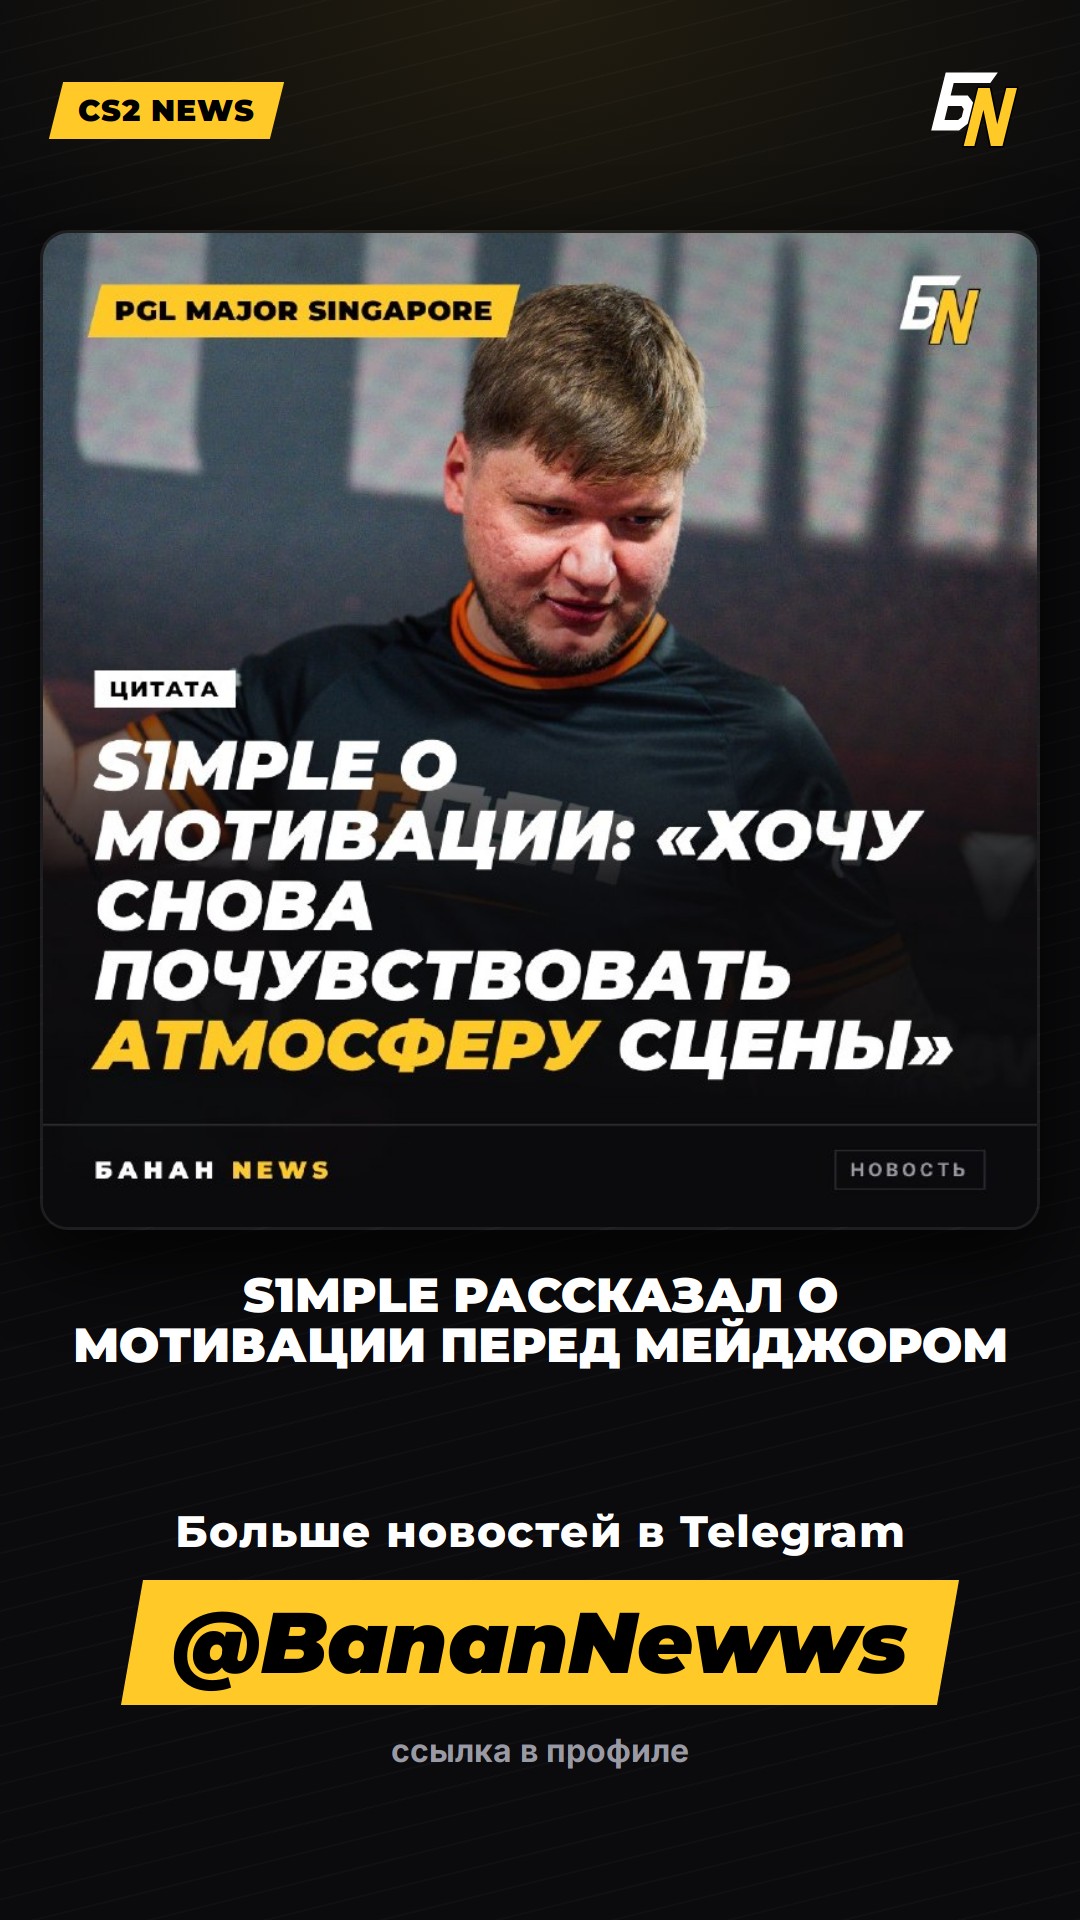 CS2 NEWS
БN
PGL MAJOR SINGAPORE
БN
ЦИТАТА
S1MPLE О
МОТИВАЦИИ: «ХОЧУ
СНОВА
ПОЧУВСТВОВАТЬ
АТМОСФЕРУ СЦЕНЫ»
БАНАН NEWS
НОВОСТЬ
S1MPLE РАССКАЗАЛ О
МОТИВАЦИИ ПЕРЕД МЕЙДЖОРОМ
Больше новостей в Telegram
@BananNewws
ссылка в профиле